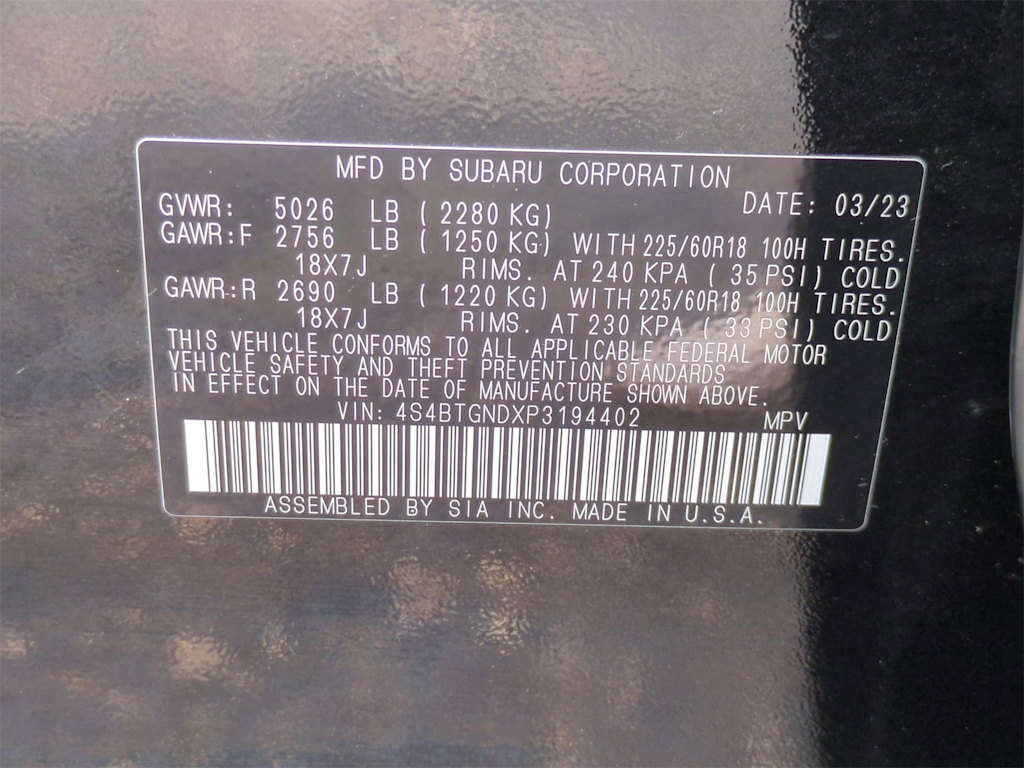 MFD BY SUBARU CORPORATION
GVWR: 5026 LB ( 2280 KG) DATE: 03/23
GAWR:F 2756 LB ( 1250 KG) WITH 225/60R18 100H TIRES.
18X7J RIMS. AT 240 KPA ( 35 PSI) COLD
GAWR:R 2690 LB ( 1220 KG) WITH 225/60R18 100H TIRES.
18X7J RIMS. AT 230 KPA ( 33 PSI) COLD
THIS VEHICLE CONFORMS TO ALL APPLICABLE FEDERAL MOTOR
VEHICLE SAFETY AND THEFT PREVENTION STANDARDS
IN EFFECT ON THE DATE OF MANUFACTURE SHOWN ABOVE.
VIN: 4S4BTGNDXP3194402 MPV
ASSEMBLED BY SIA INC. MADE IN U.S.A.